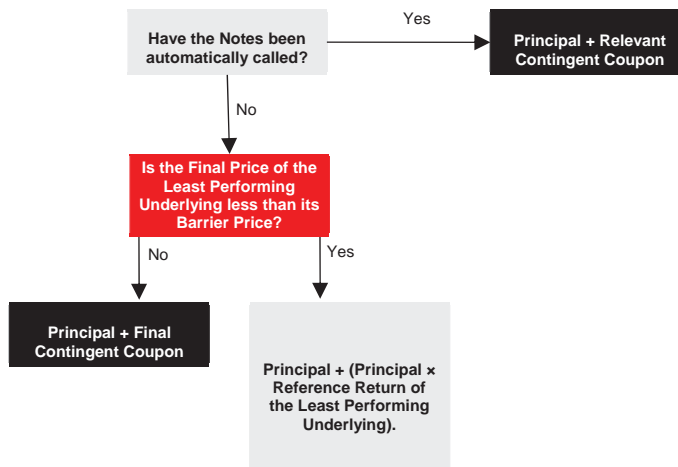 Have the Notes been
automatically called?
Yes
Principal + Relevant
Contingent Coupon
No
Is the Final Price of the
Least Performing
Underlying less than its
Barrier Price?
No
Yes
Principal + Final
Contingent Coupon
Principal + (Principal ×
Reference Return of
the Least Performing
Underlying).